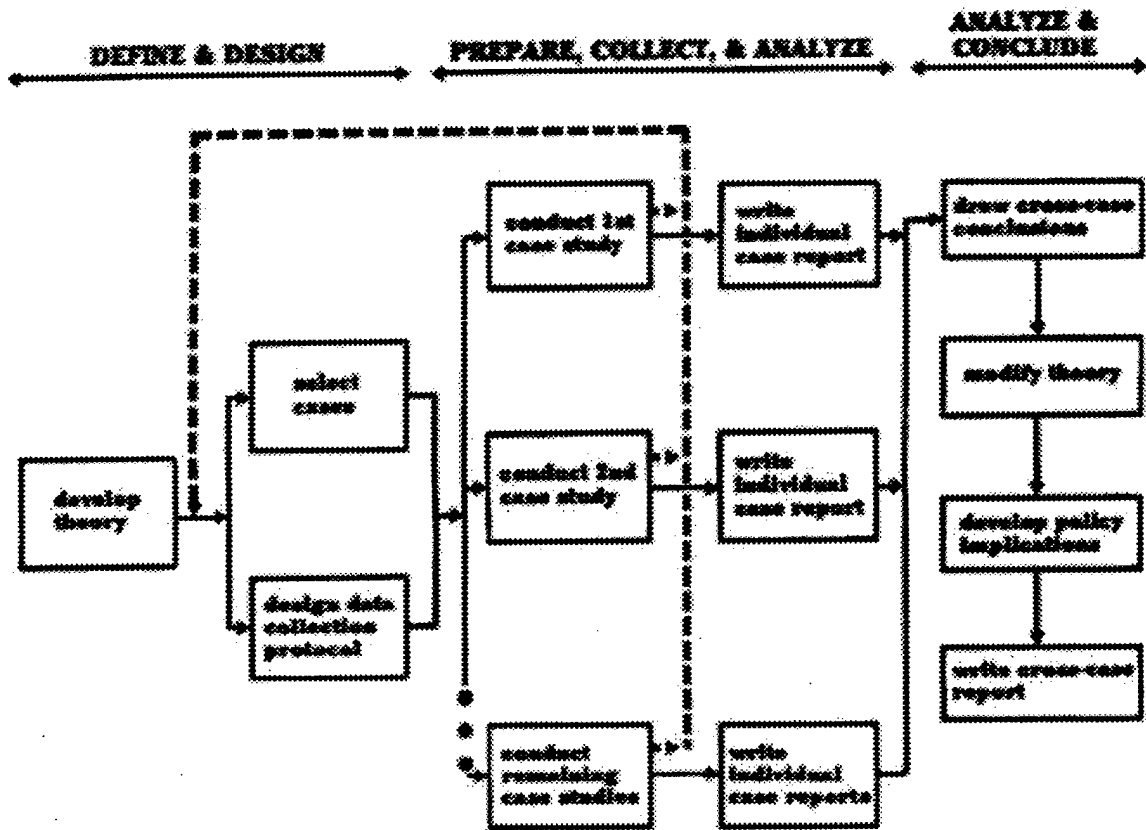 DEFINE & DESIGN
PREPARE, COLLECT, & ANALYZE
ANALYZE &
CONCLUDE
develop
theory
select
cases
design data
collection
protocol
conduct 1st
case study
conduct 2nd
case study
conduct
remaining
case studies
write
individual
case report
write
individual
case report
write
individual
case reports
draw cross-case
conclusions
modify theory
develop policy
implications
write cross-case
report